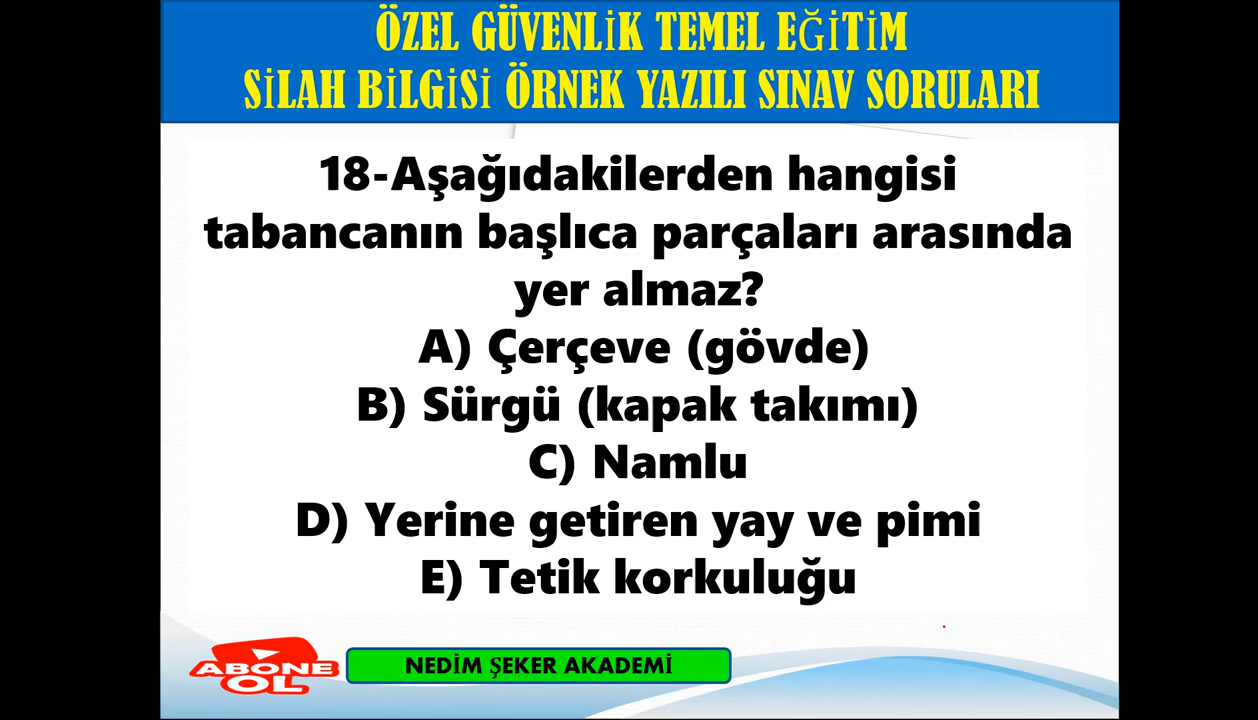 ÖZEL GÜVENLİK TEMEL EĞİTİM
SİLAH BİLGİSİ ÖRNEK YAZILI SINAV SORULARI
18-Aşağıdakilerden hangisi
tabancanın başlıca parçaları arasında
yer almaz?
A) Çerçeve (gövde)
B) Sürgü (kapak takımı)
C) Namlu
D) Yerine getiren yay ve pimi
E) Tetik korkuluğu
ABONE
OL
NEDİM ŞEKER AKADEMİ